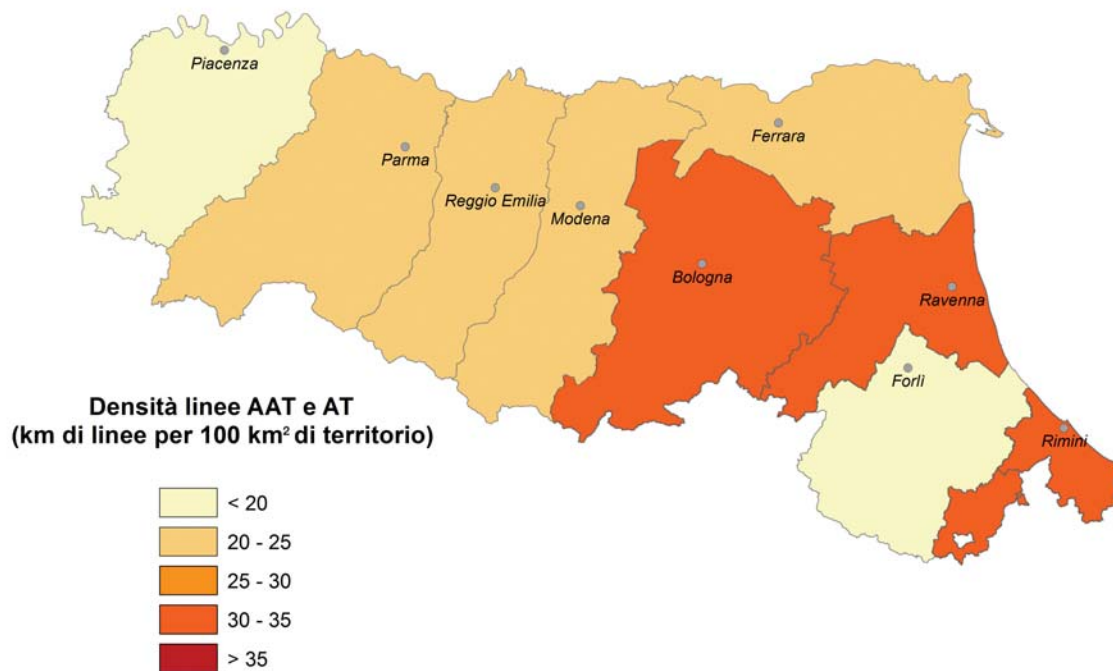 Piacenza
Parma
Reggio Emilia
Modena
Ferrara
Bologna
Ravenna
Forlì
Rimini
Densità linee AAT e AT
(km di linee per 100 km² di territorio)
< 20
20 - 25
25 - 30
30 - 35
> 35